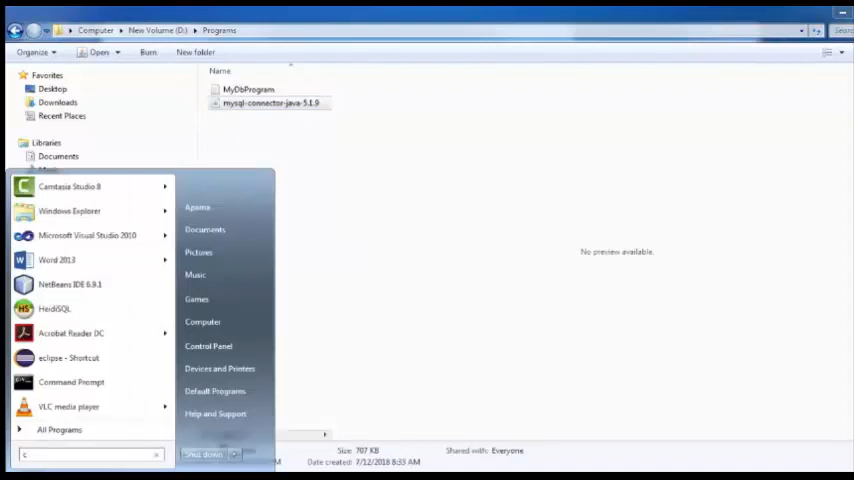 Computer ▸ New Volume (D:) ▸ Programs
Organize Open Burn New folder
Favorites
Desktop
Downloads
Recent Places
Libraries
Documents
Name
MyDbProgram
mysql-connector-java-5.1.9
No preview available.
Camtasia Studio 8
Windows Explorer
Microsoft Visual Studio 2010
Word 2013
NetBeans IDE 6.9.1
HeidiSQL
Acrobat Reader DC
eclipse - Shortcut
Command Prompt
VLC media player
All Programs
c
Documents
Pictures
Music
Games
Computer
Control Panel
Devices and Printers
Default Programs
Help and Support
Shut down
Size: 707 KB Shared with: Everyone
Date created: 7/12/2018 8:33 AM